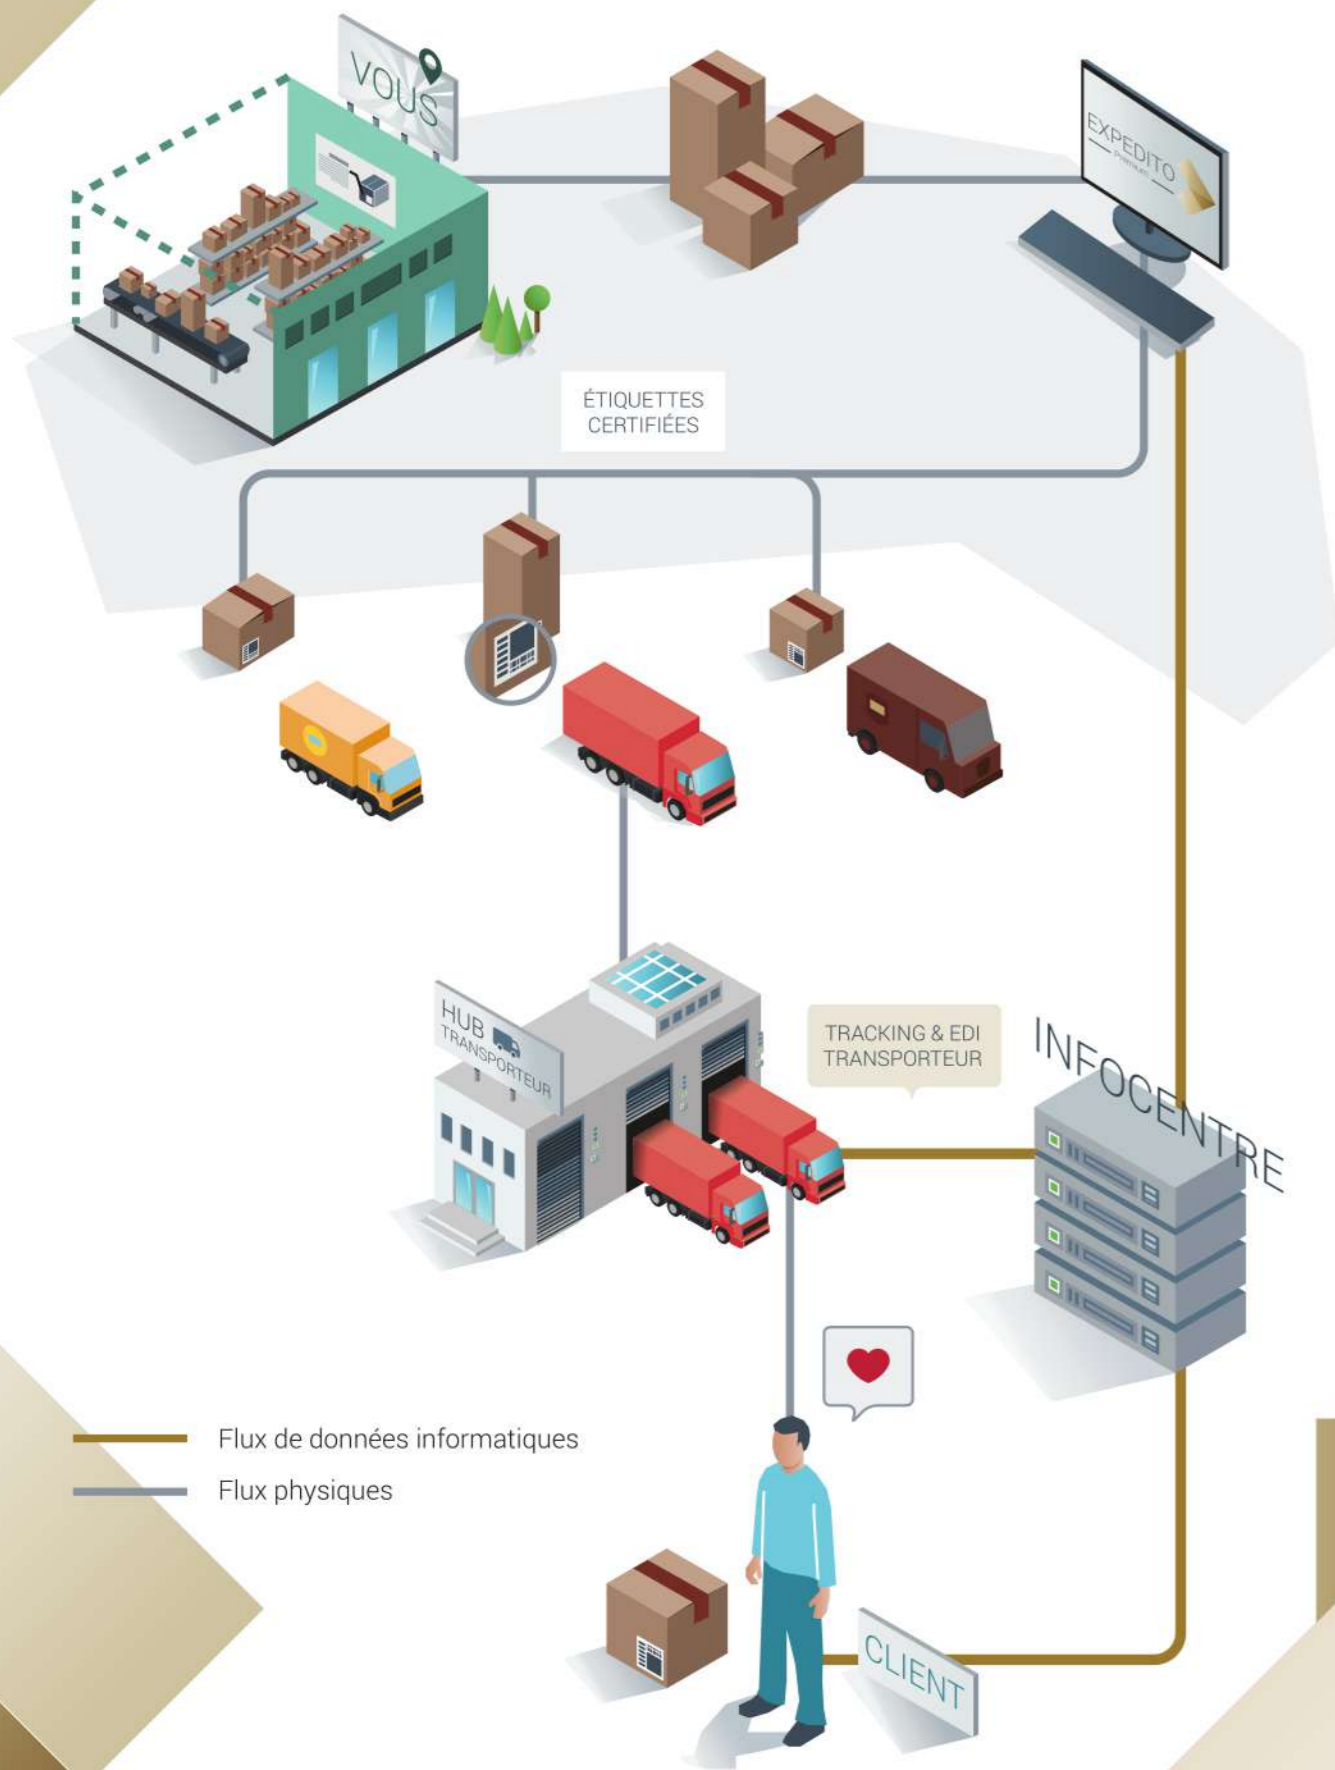 VOUS
EXPEDITO
Premium
ÉTIQUETTES
CERTIFIÉES
HUB
TRANSPORTEUR
TRACKING & EDI
TRANSPORTEUR
INFOCENTRE
Flux de données informatiques
Flux physiques
CLIENT